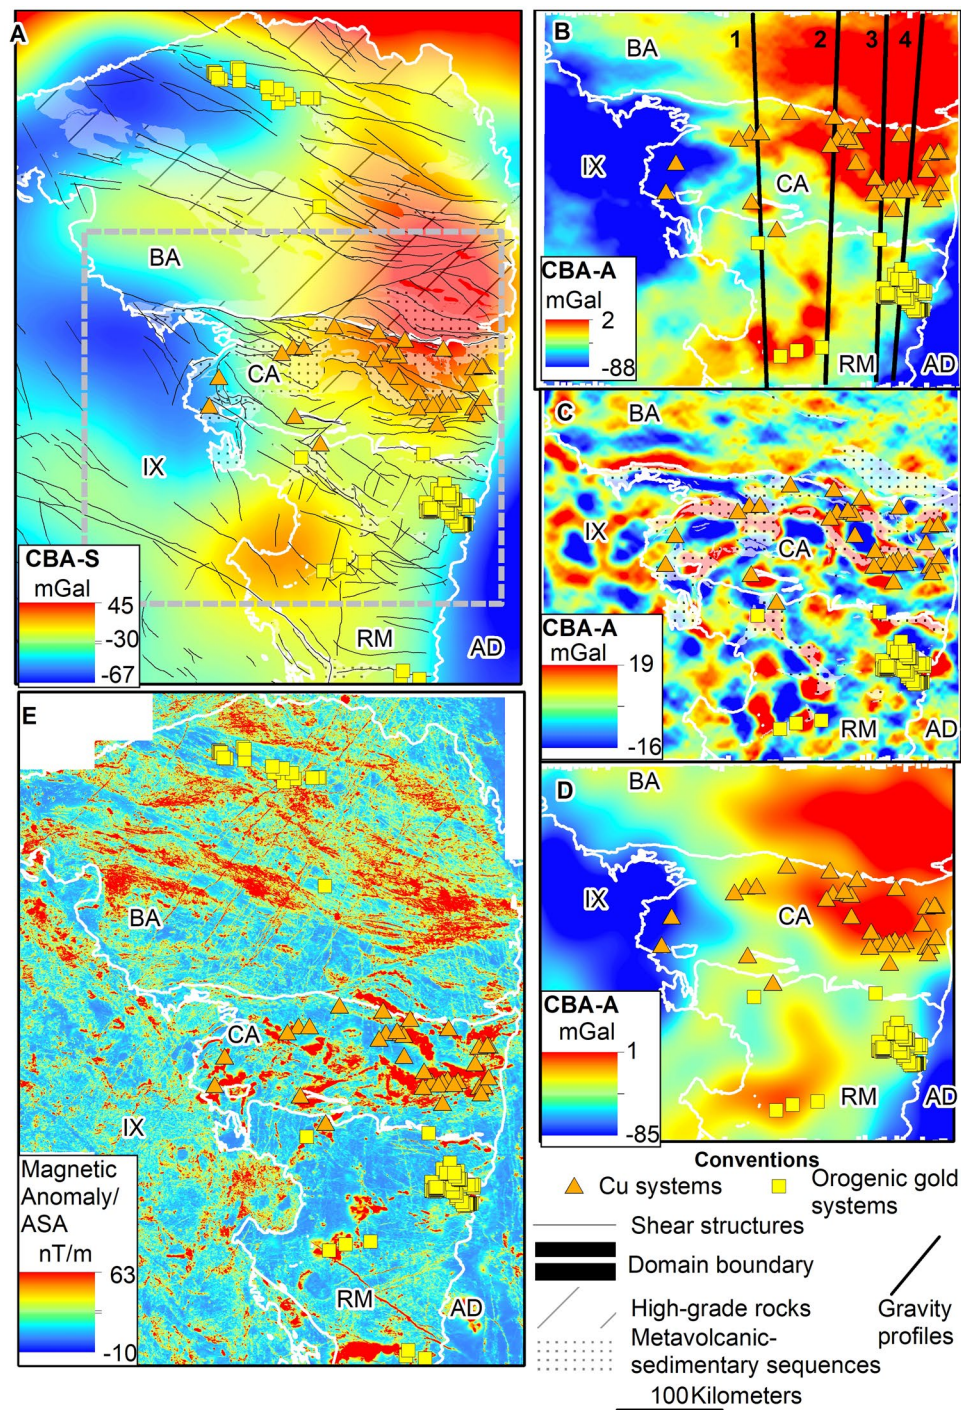 A
BA
CA
IX
RM
AD
CBA-S
mGal
45
-30
-67
B
BA
1
2
3
4
IX
CA
CBA-A
mGal
2
-88
RM
AD
C
BA
IX
CA
CBA-A
mGal
19
-16
RM
AD
D
BA
IX
CA
CBA-A
mGal
1
-85
RM
AD
E
BA
CA
IX
Magnetic
Anomaly/
ASA
nT/m
63
-10
RM
AD
Conventions
Cu systems
Orogenic gold
systems
Shear structures
Domain boundary
High-grade rocks
Metavolcanic-
sedimentary sequences
Gravity
profiles
100Kilometers